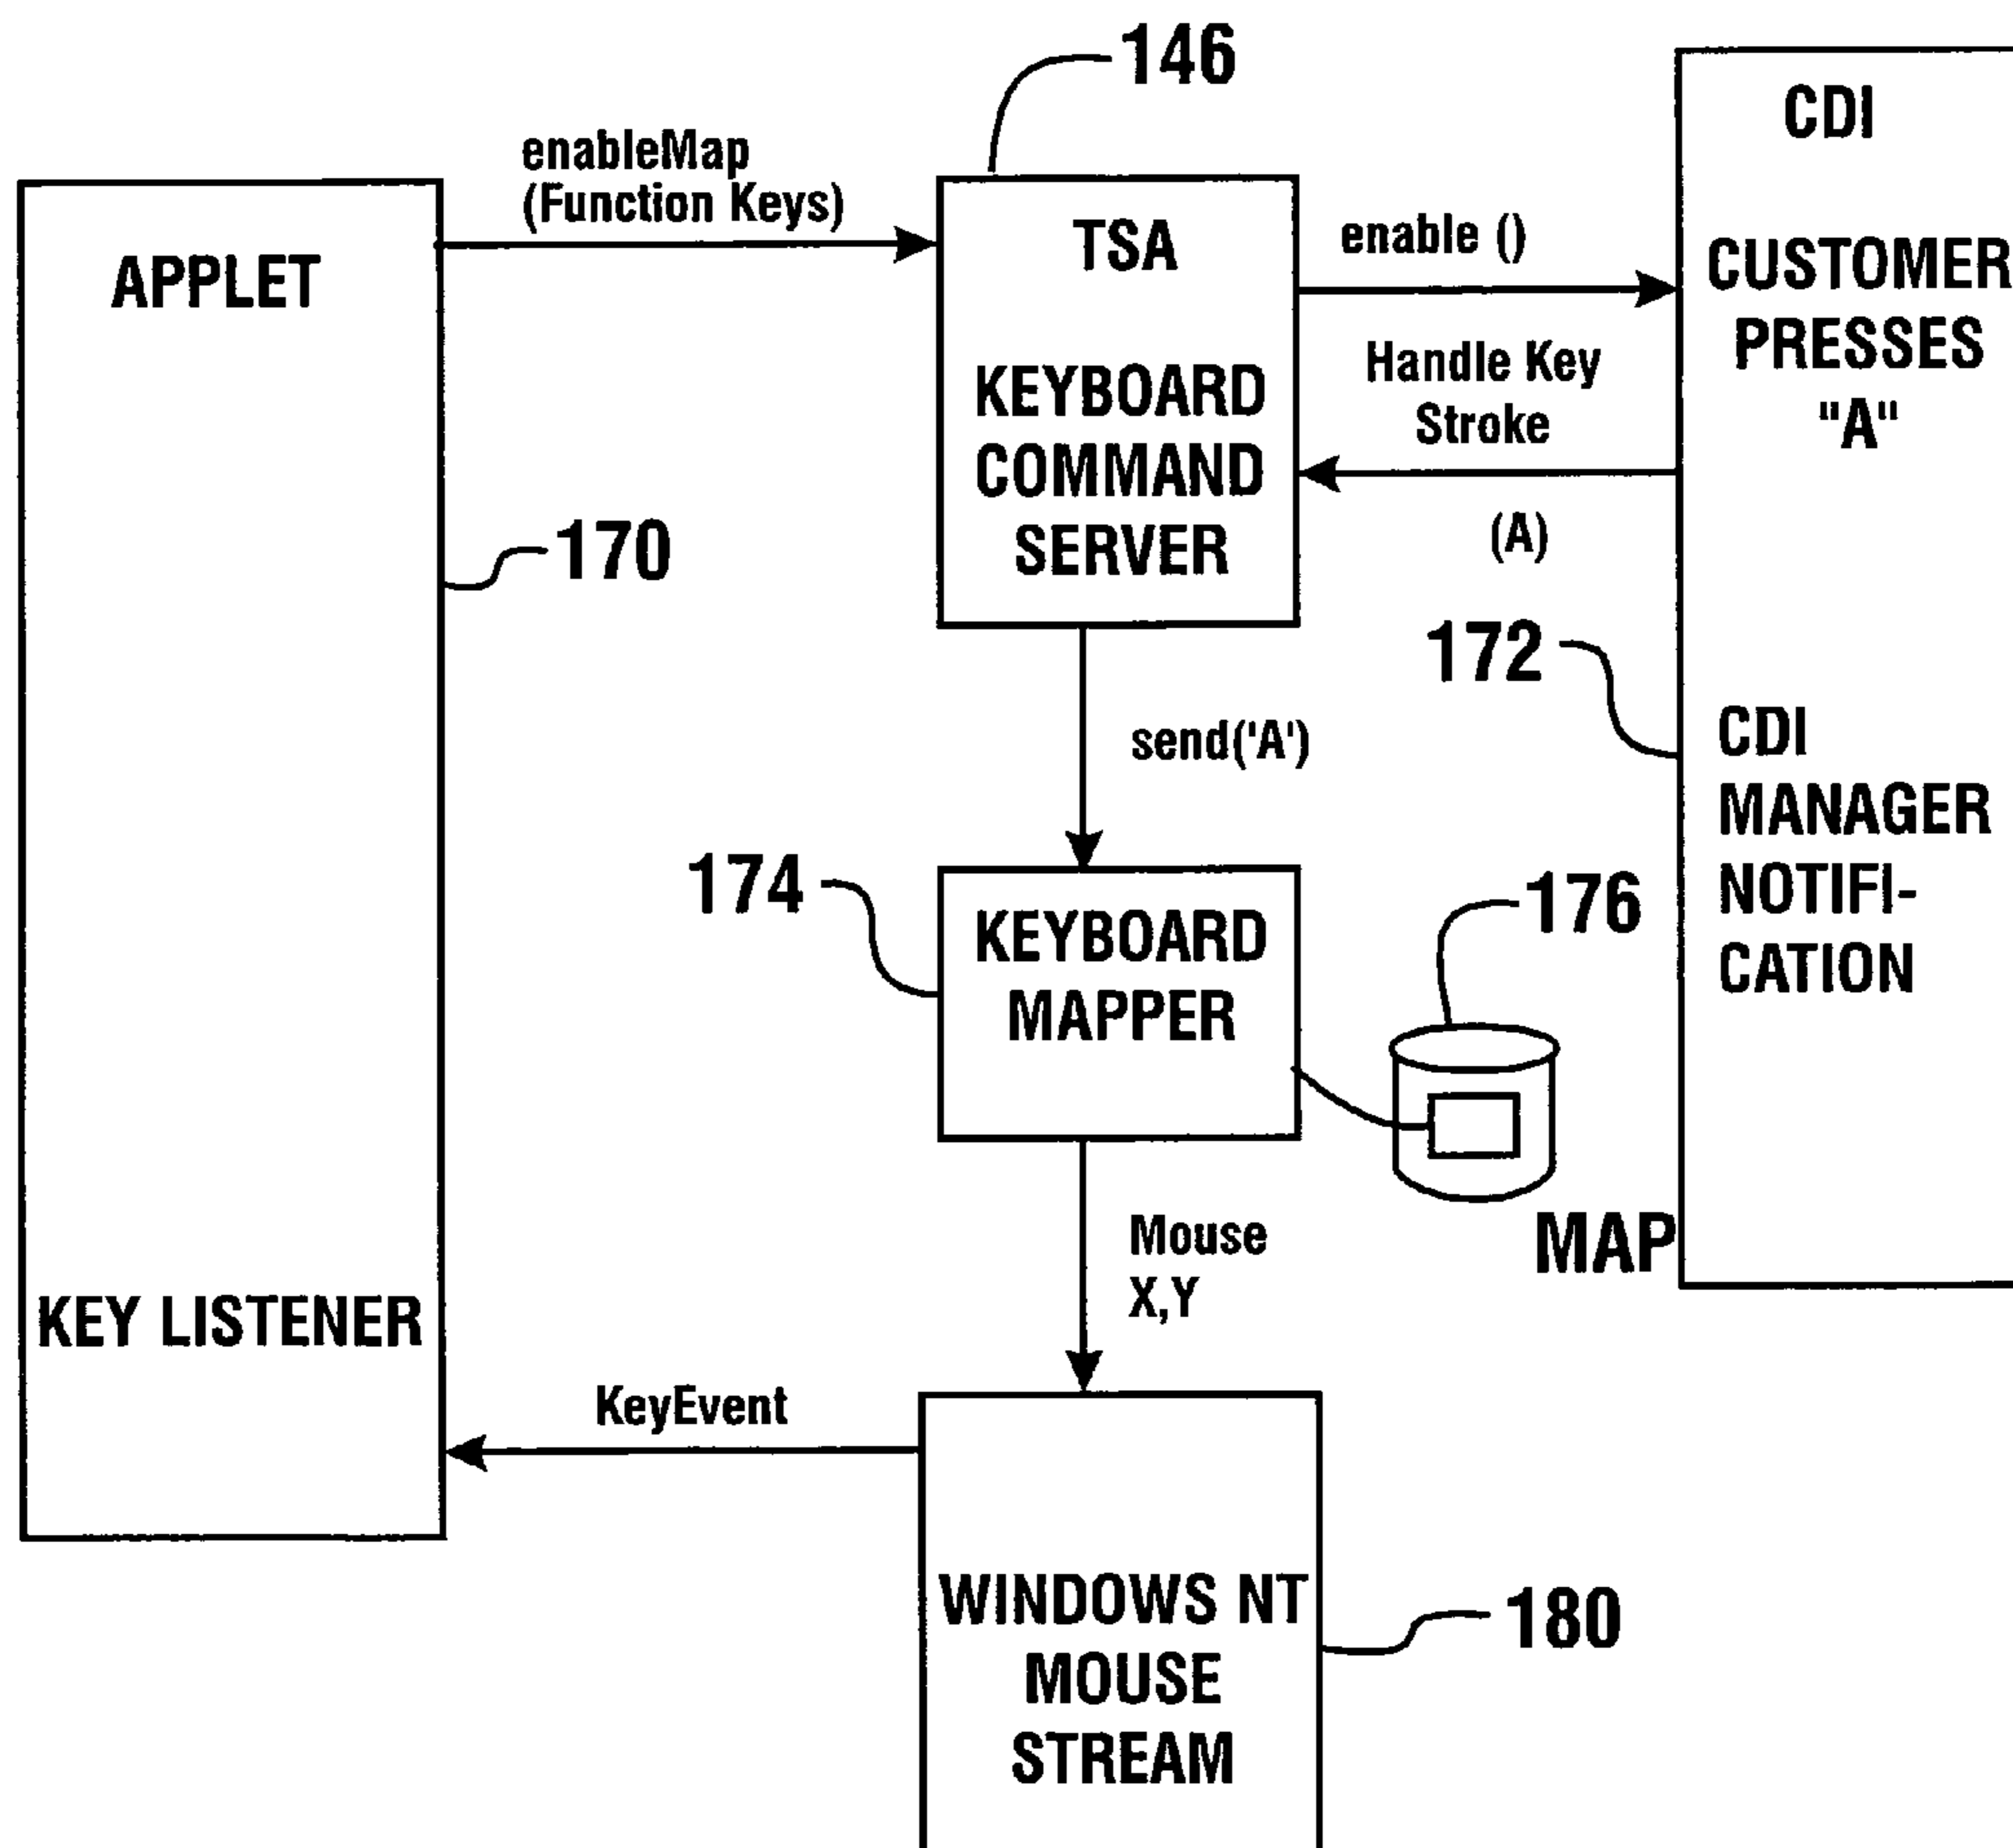 146
CDI
enableMap
(Function Keys)
APPLET
TSA
enable ()
CUSTOMER
PRESSES
"A"
KEYBOARD
COMMAND
SERVER
Handle Key
Stroke
(A)
170
172
send('A')
CDI
MANAGER
NOTIFI-
CATION
174
KEYBOARD
MAPPER
176
MAP
Mouse
X,Y
KEY LISTENER
KeyEvent
WINDOWS NT
MOUSE
STREAM
180